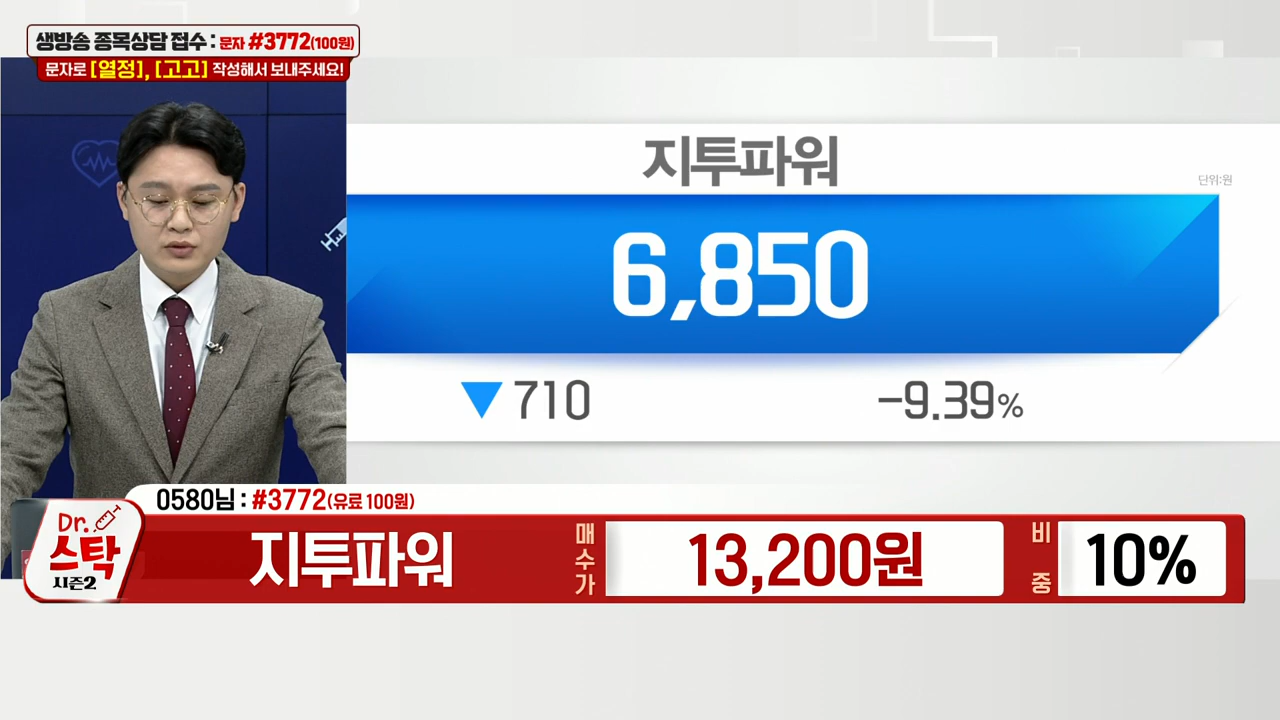 생방송 종목상담 접수 : 문자 #3772(100원)
문자로 [열정], [고고] 작성해서 보내주세요!
지투파워
단위:원
6,850
▼710
-9.39%
0580님 : #3772(유료 100원)
Dr.
스탁
시즌2
지투파워
매수가
13,200원
비중
10%